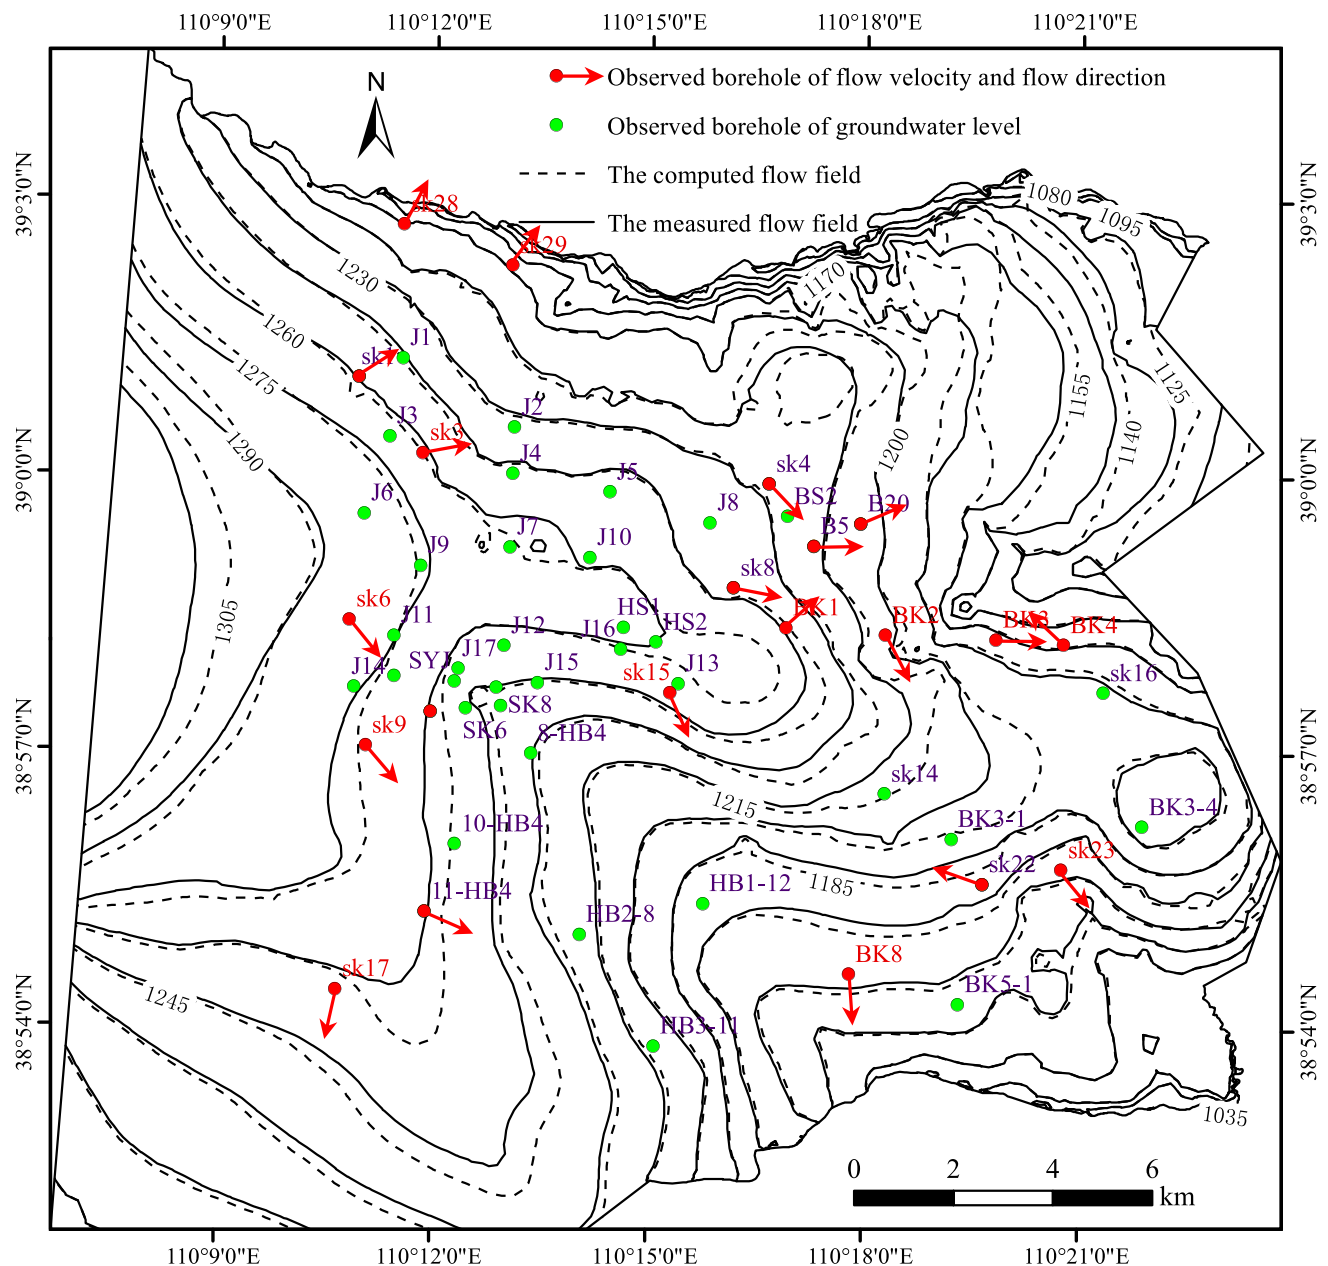 110°9'0"E 110°12'0"E 110°15'0"E 110°18'0"E 110°21'0"E
N
Observed borehole of flow velocity and flow direction
Observed borehole of groundwater level
The computed flow field
The measured flow field
39°3'0"N
39°3'0"N
39°0'0"N
39°0'0"N
38°57'0"N
38°57'0"N
38°54'0"N
38°54'0"N
sk28
sk29
1080
1095
1230
1170
1260
J1
sk1
1275
1155
1125
J2
J3
sk3
1290
1200
1140
J4
J5
sk4
J6
J8
BS2
B20
B5
J7
J9
J10
sk8
sk6
1305
J11
HS1
HS2
BK1
BK2
BK3
BK4
J12
J16
J17
SYJ
J14
J15
sk15
J13
sk16
sk9
SK6
SK8
8-HB4
1215
sk14
BK3-4
10-HB4
BK3-1
11-HB4
HB1-12
1185
sk22
sk23
HB2-8
sk17
BK8
BK5-1
1245
HB3-11
1035
0 2 4 6
km
110°9'0"E 110°12'0"E 110°15'0"E 110°18'0"E 110°21'0"E